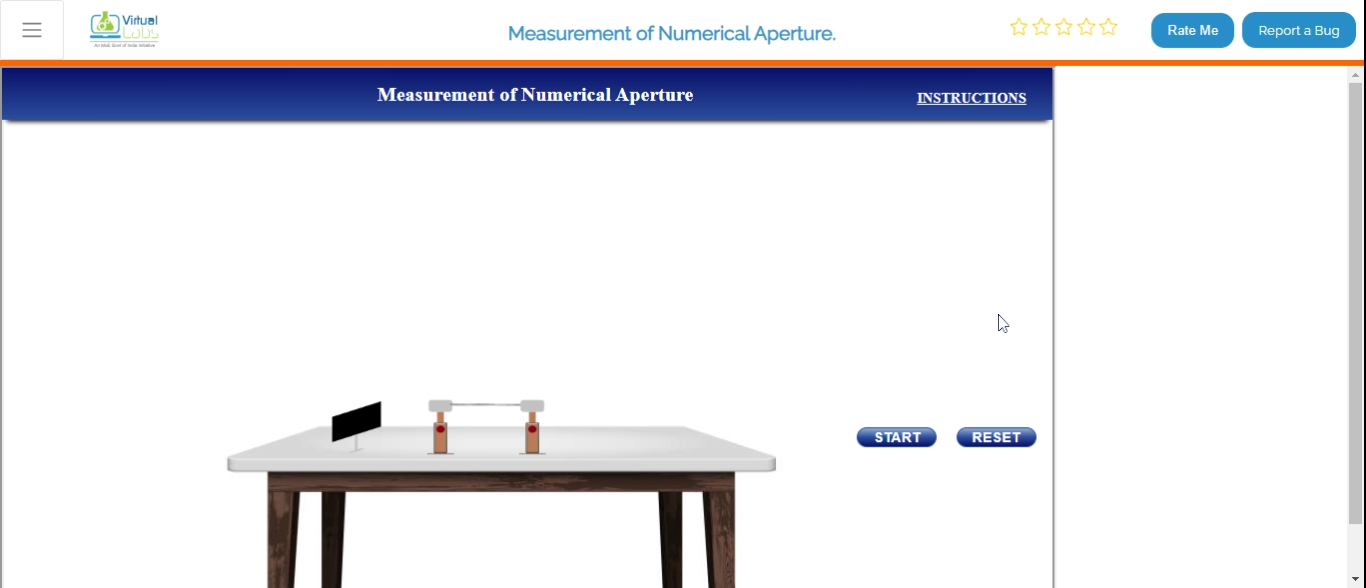 Virtual
Labs
An MoE Govt of India Initiative
Measurement of Numerical Aperture.
Rate Me
Report a Bug
Measurement of Numerical Aperture
INSTRUCTIONS
START
RESET